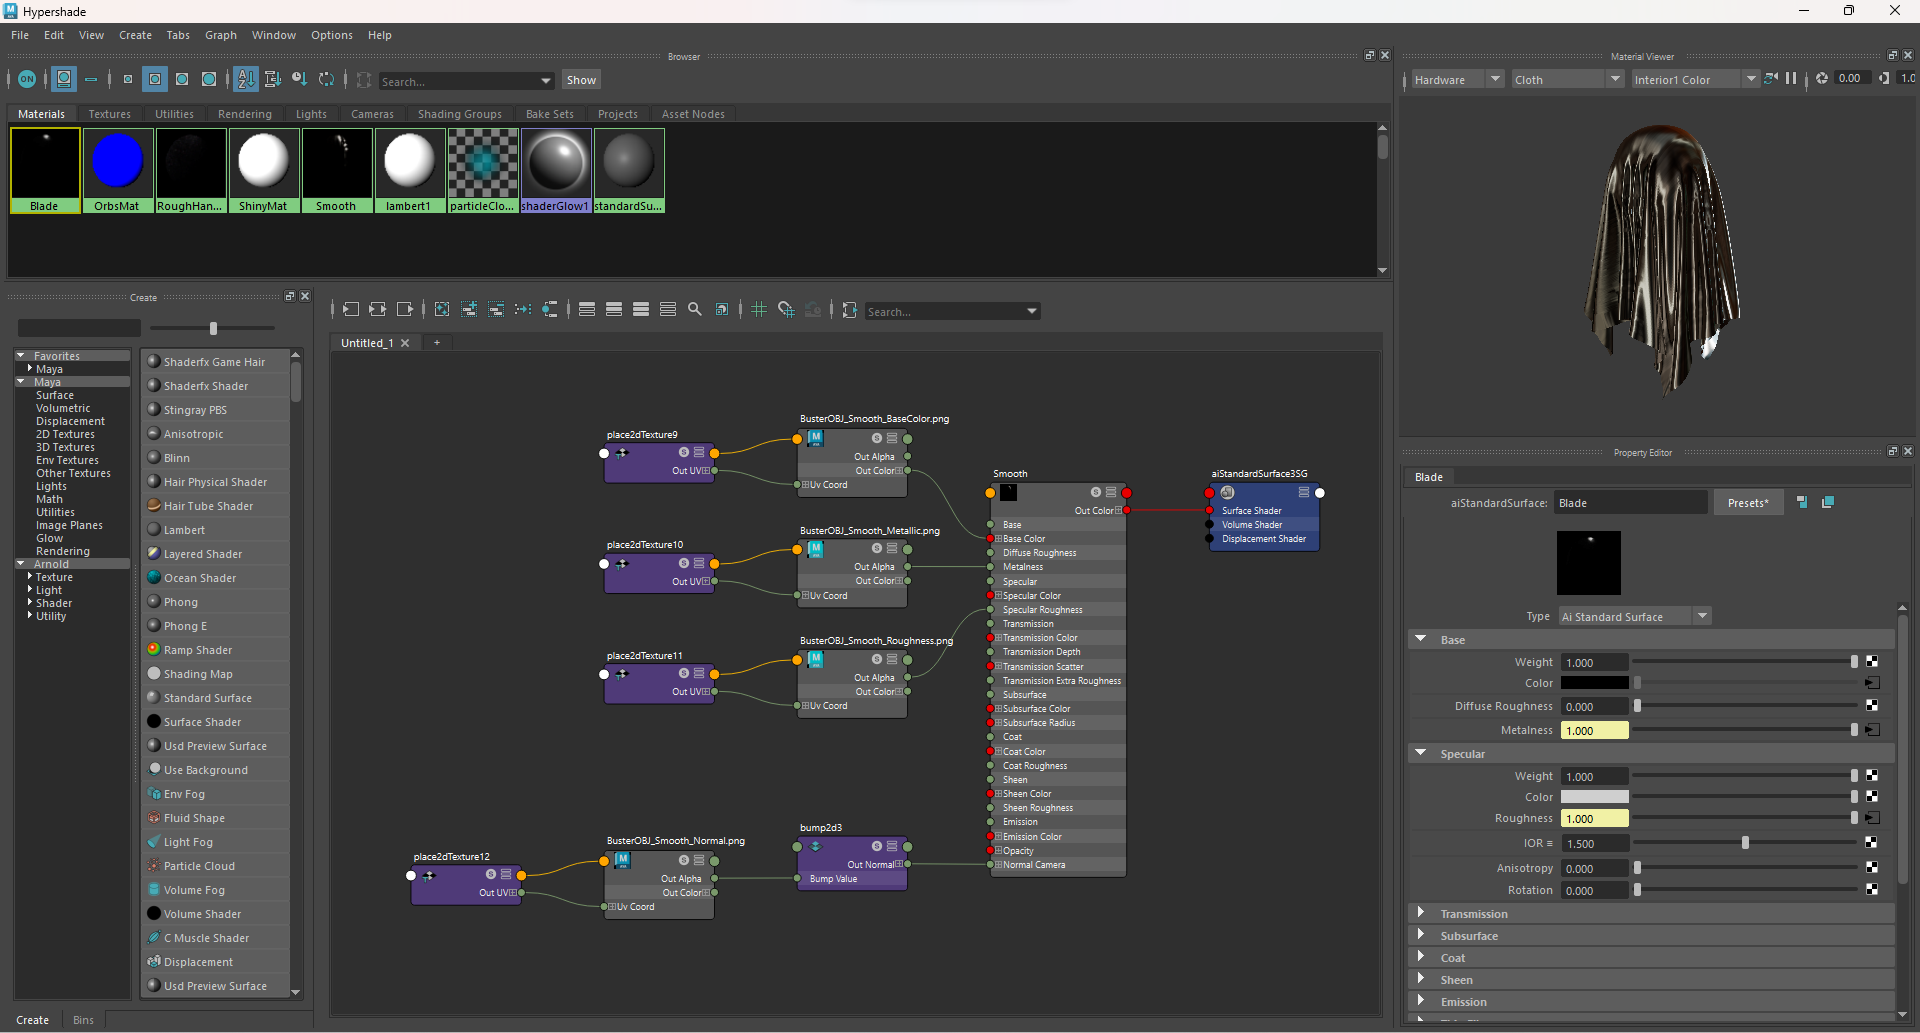 Hypershade
File Edit View Create Tabs Graph Window Options Help
Browser
ON
Search...
Show
Materials Textures Utilities Rendering Lights Cameras Shading Groups Bake Sets Projects Asset Nodes
Blade OrbsMat RoughHan... ShinyMat Smooth lambert1 particleClo... shaderGlow1 standardSu...
Create
Favorites
Maya
Maya
Surface
Volumetric
Displacement
2D Textures
3D Textures
Env Textures
Other Textures
Lights
Math
Utilities
Image Planes
Glow
Rendering
Arnold
Texture
Light
Shader
Utility
Shaderfx Game Hair
Shaderfx Shader
Stingray PBS
Anisotropic
Blinn
Hair Physical Shader
Hair Tube Shader
Lambert
Layered Shader
Ocean Shader
Phong
Phong E
Ramp Shader
Shading Map
Standard Surface
Surface Shader
Usd Preview Surface
Use Background
Env Fog
Fluid Shape
Light Fog
Particle Cloud
Volume Fog
Volume Shader
C Muscle Shader
Displacement
Usd Preview Surface
Create Bins
Search...
Untitled_1
+
place2dTexture9
Out UV
BusterOBJ_Smooth_BaseColor.png
Out Alpha
Out Color
Uv Coord
place2dTexture10
Out UV
BusterOBJ_Smooth_Metallic.png
Out Alpha
Out Color
Uv Coord
place2dTexture11
Out UV
BusterOBJ_Smooth_Roughness.png
Out Alpha
Out Color
Uv Coord
place2dTexture12
Out UV
BusterOBJ_Smooth_Normal.png
Out Alpha
Out Color
Uv Coord
bump2d3
Out Normal
Bump Value
Smooth
Out Color
Base
Base Color
Diffuse Roughness
Metalness
Specular
Specular Color
Specular Roughness
Transmission
Transmission Color
Transmission Depth
Transmission Scatter
Transmission Extra Roughness
Subsurface
Subsurface Color
Subsurface Radius
Coat
Coat Color
Coat Roughness
Sheen
Sheen Color
Sheen Roughness
Emission
Emission Color
Opacity
Normal Camera
aiStandardSurface3SG
Surface Shader
Volume Shader
Displacement Shader
Material Viewer
Hardware Cloth Interior1 Color 0.00 1.0
Property Editor
Blade
aiStandardSurface: Blade Presets*
Type Ai Standard Surface
Base
Weight 1.000
Color
Diffuse Roughness 0.000
Metalness 1.000
Specular
Weight 1.000
Color
Roughness 1.000
IOR ≡ 1.500
Anisotropy 0.000
Rotation 0.000
Transmission
Subsurface
Coat
Sheen
Emission